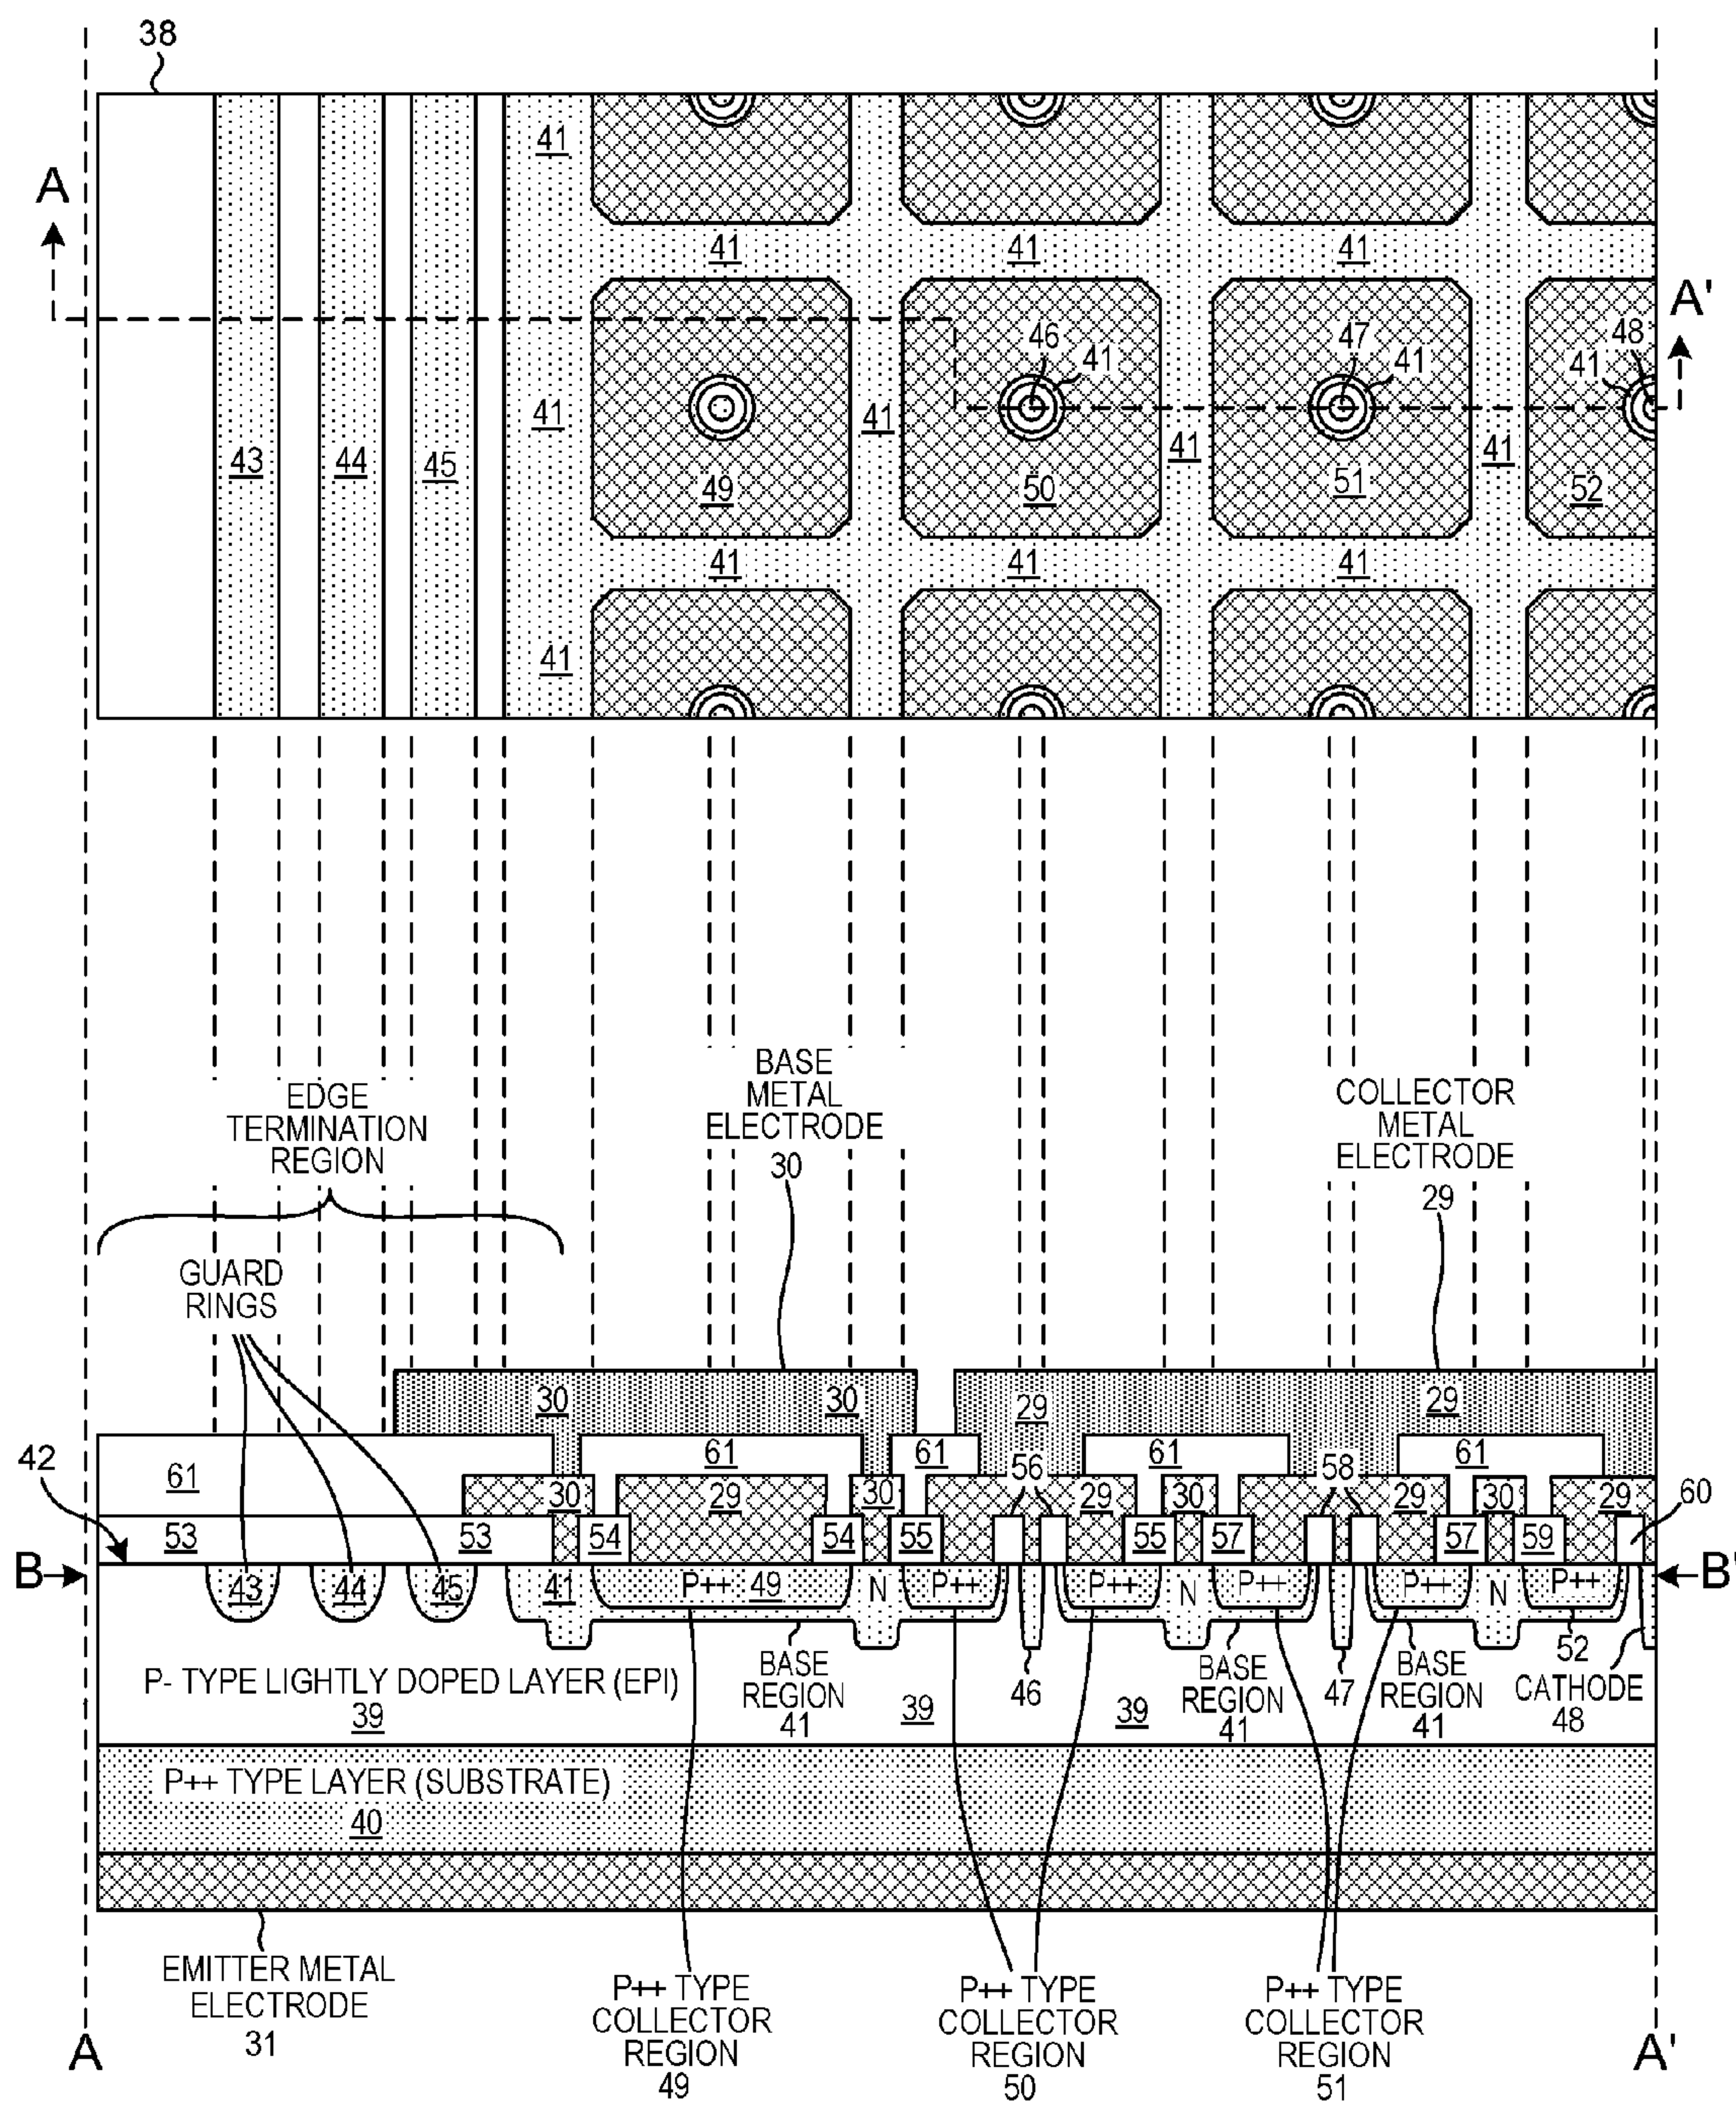 38
41
A
41 41 41
A'
46 41 47 41 48 41
41 41 41 41
43 44 45
49 50 51 52
41 41 41
41
BASE
METAL
ELECTRODE
30
COLLECTOR
METAL
ELECTRODE
29
EDGE
TERMINATION
REGION
GUARD
RINGS
30 30 29 29
61 61 61 61 61
42
56 58
30 29 30 29 30 29 30 29
60
53 53 54 54 55 55 57 57 59
B B'
43 44 45 41 P++ 49 N P++ P++ N P++ P++ N P++
52
P- TYPE LIGHTLY DOPED LAYER (EPI)
39
BASE
REGION
41
39
46
39
BASE
REGION
41
47
BASE
REGION
41
CATHODE
48
P++ TYPE LAYER (SUBSTRATE)
40
EMITTER METAL
ELECTRODE
31
P++ TYPE
COLLECTOR
REGION
49
P++ TYPE
COLLECTOR
REGION
50
P++ TYPE
COLLECTOR
REGION
51
A A'